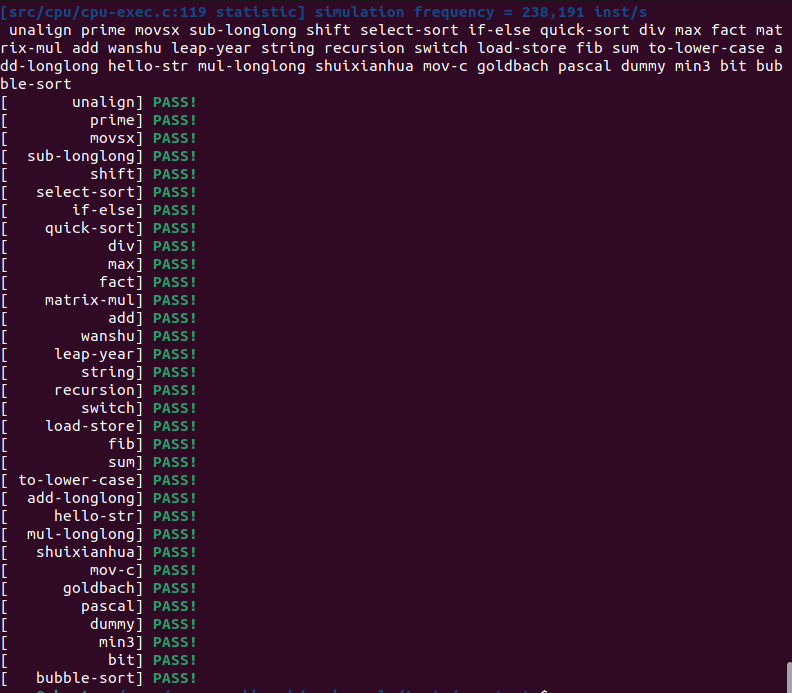 [src/cpu/cpu-exec.c:119 statistic] simulation frequency = 238,191 inst/s
 unalign prime movsx sub-longlong shift select-sort if-else quick-sort div max fact mat
rix-mul add wanshu leap-year string recursion switch load-store fib sum to-lower-case a
dd-longlong hello-str mul-longlong shuixianhua mov-c goldbach pascal dummy min3 bit bub
ble-sort
[       unalign] PASS!
[         prime] PASS!
[         movsx] PASS!
[  sub-longlong] PASS!
[         shift] PASS!
[   select-sort] PASS!
[       if-else] PASS!
[    quick-sort] PASS!
[           div] PASS!
[           max] PASS!
[          fact] PASS!
[    matrix-mul] PASS!
[           add] PASS!
[        wanshu] PASS!
[     leap-year] PASS!
[        string] PASS!
[     recursion] PASS!
[        switch] PASS!
[    load-store] PASS!
[           fib] PASS!
[           sum] PASS!
[ to-lower-case] PASS!
[  add-longlong] PASS!
[     hello-str] PASS!
[  mul-longlong] PASS!
[   shuixianhua] PASS!
[         mov-c] PASS!
[      goldbach] PASS!
[        pascal] PASS!
[         dummy] PASS!
[          min3] PASS!
[           bit] PASS!
[   bubble-sort] PASS!